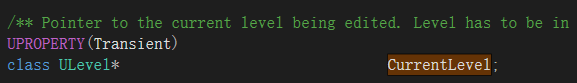 /** Pointer to the current level being edited. Level has to be in
UPROPERTY(Transient)
class ULevel* CurrentLevel;